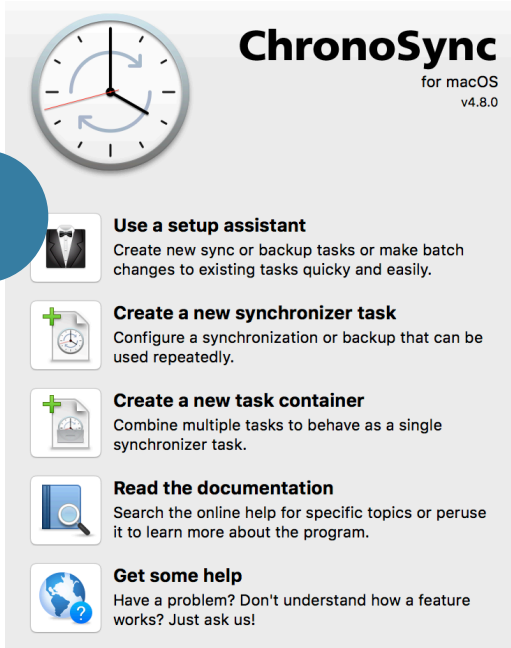 ChronoSync
for macOS
v4.8.0
Use a setup assistant
Create new sync or backup tasks or make batch
changes to existing tasks quicky and easily.
Create a new synchronizer task
Configure a synchronization or backup that can be
used repeatedly.
Create a new task container
Combine multiple tasks to behave as a single
synchronizer task.
Read the documentation
Search the online help for specific topics or peruse
it to learn more about the program.
Get some help
Have a problem? Don't understand how a feature
works? Just ask us!